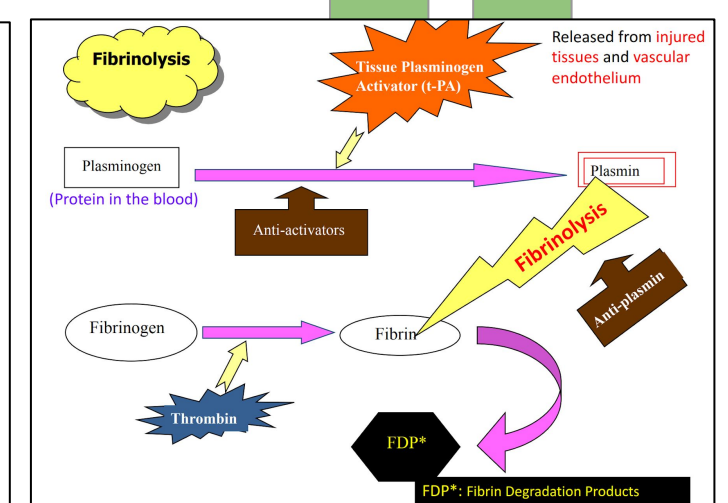 Fibrinolysis
Tissue Plasminogen
Activator (t-PA)
Released from injured
tissues and vascular
endothelium
Plasminogen
(Protein in the blood)
Plasmin
Anti-activators
Fibrinolysis
Anti-plasmin
Fibrinogen
Fibrin
Thrombin
FDP*
FDP*: Fibrin Degradation Products